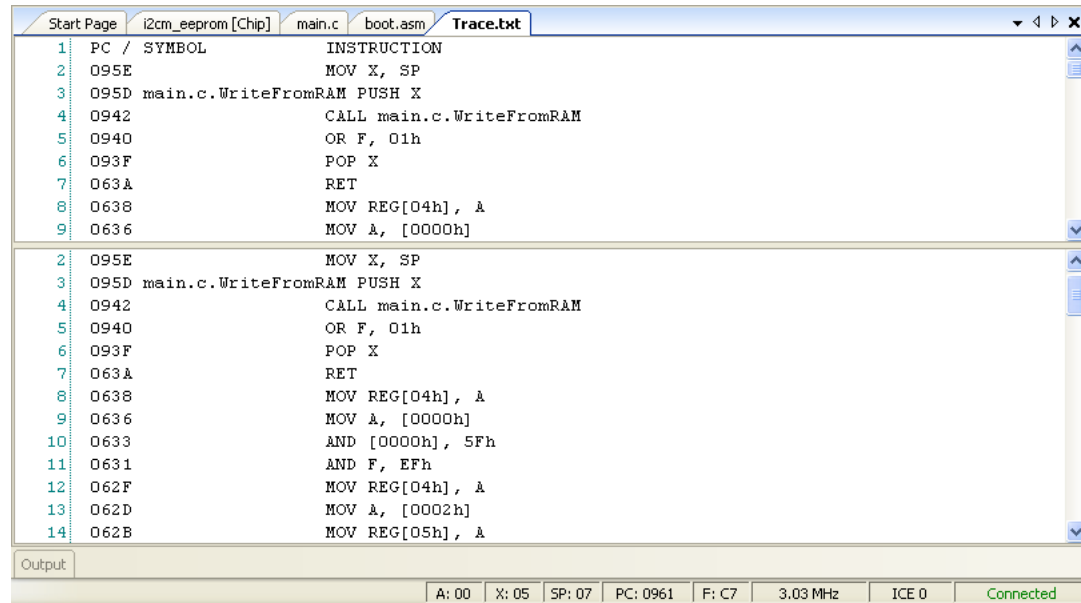 Start Page i2cm_eeprom [Chip] main.c boot.asm Trace.txt
1 PC / SYMBOL INSTRUCTION
2 095E MOV X, SP
3 095D main.c.WriteFromRAM PUSH X
4 0942 CALL main.c.WriteFromRAM
5 0940 OR F, 01h
6 093F POP X
7 063A RET
8 0638 MOV REG[04h], A
9 0636 MOV A, [0000h]
2 095E MOV X, SP
3 095D main.c.WriteFromRAM PUSH X
4 0942 CALL main.c.WriteFromRAM
5 0940 OR F, 01h
6 093F POP X
7 063A RET
8 0638 MOV REG[04h], A
9 0636 MOV A, [0000h]
10 0633 AND [0000h], 5Fh
11 0631 AND F, EFh
12 062F MOV REG[04h], A
13 062D MOV A, [0002h]
14 062B MOV REG[05h], A
Output
A: 00 X: 05 SP: 07 PC: 0961 F: C7 3.03 MHz ICE 0 Connected